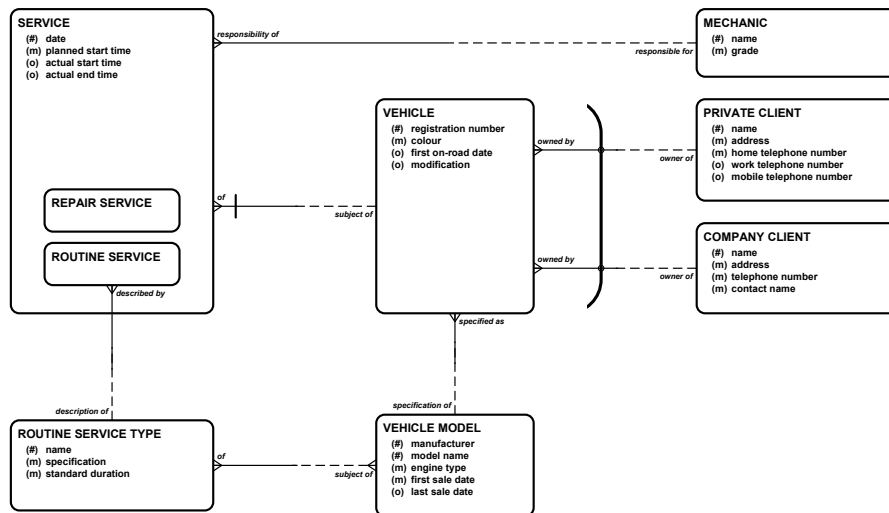 SERVICE
(#) date
(m) planned start time
(o) actual start time
(o) actual end time
REPAIR SERVICE
ROUTINE SERVICE
described by
responsibility of
responsible for
MECHANIC
(#) name
(m) grade
VEHICLE
(#) registration number
(m) colour
(o) first on-road date
(o) modification
of
subject of
owned by
owner of
PRIVATE CLIENT
(#) name
(m) address
(m) home telephone number
(o) work telephone number
(o) mobile telephone number
owned by
owner of
COMPANY CLIENT
(#) name
(m) address
(m) telephone number
(m) contact name
specified as
specification of
description of
ROUTINE SERVICE TYPE
(#) name
(m) specification
(m) standard duration
of
subject of
VEHICLE MODEL
(#) manufacturer
(#) model name
(m) engine type
(m) first sale date
(o) last sale date